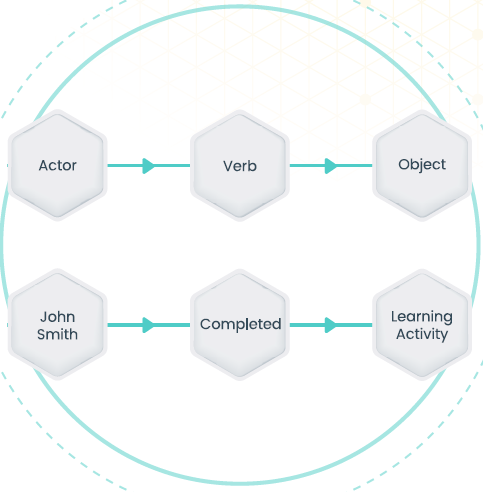 Actor
Verb
Object
John
Smith
Completed
Learning
Activity